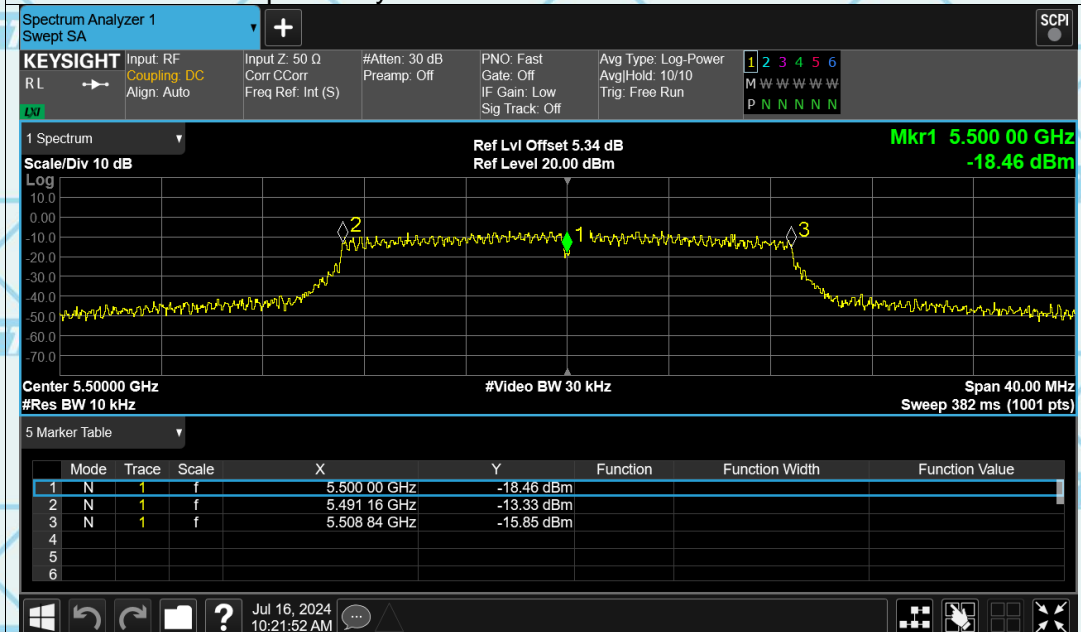 Spectrum Analyzer 1
Swept SA
+
SCPI
KEYSIGHT Input: RF Input Z: 50 Ω #Atten: 30 dB PNO: Fast Avg Type: Log-Power 1 2 3 4 5 6
RL Coupling: DC Corr CCorr Preamp: Off Gate: Off Avg|Hold: 10/10 M W W W W W
Align: Auto Freq Ref: Int (S) IF Gain: Low Trig: Free Run P N N N N N
LXI Sig Track: Off
1 Spectrum Ref Lvl Offset 5.34 dB Mkr1 5.500 00 GHz
Scale/Div 10 dB Ref Level 20.00 dBm -18.46 dBm
Log
10.0
0.00
-10.0
-20.0
-30.0
-40.0
-50.0
-60.0
-70.0
2
1
3
Center 5.50000 GHz #Video BW 30 kHz Span 40.00 MHz
#Res BW 10 kHz Sweep 382 ms (1001 pts)
5 Marker Table
Mode Trace Scale X Y Function Function Width Function Value
1 N 1 f 5.500 00 GHz -18.46 dBm
2 N 1 f 5.491 16 GHz -13.33 dBm
3 N 1 f 5.508 84 GHz -15.85 dBm
4
5
6
? Jul 16, 2024
10:21:52 AM